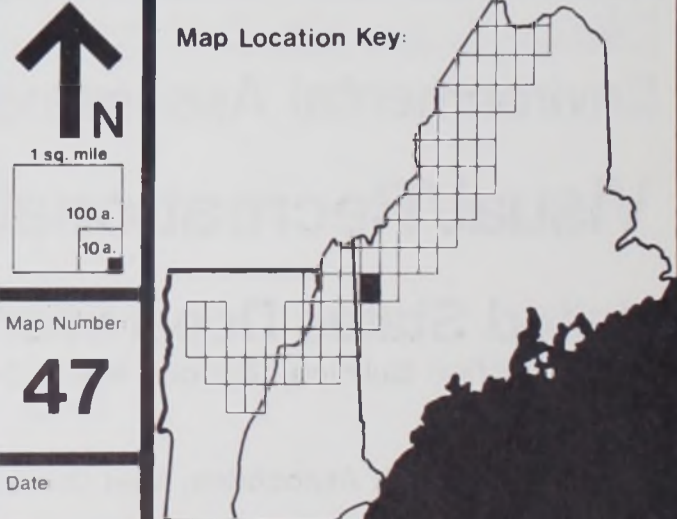 Map Location Key:
N
1 sq. mile
100 a.
10 a.
Map Number
47
Date